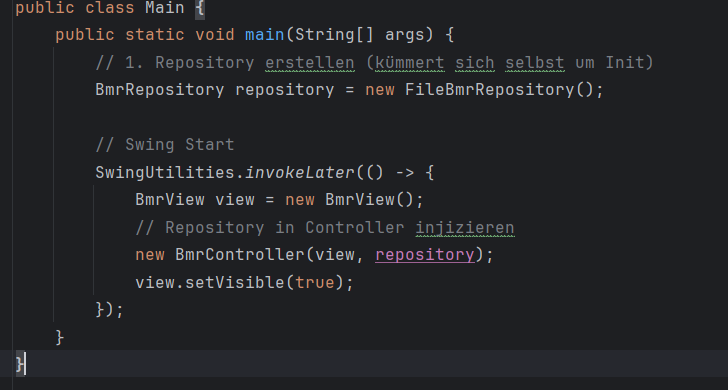 public class Main {
    public static void main(String[] args) {
        // 1. Repository erstellen (kümmert sich selbst um Init)
        BmrRepository repository = new FileBmrRepository();
        // Swing Start
        SwingUtilities.invokeLater(() -> {
            BmrView view = new BmrView();
            // Repository in Controller injizieren
            new BmrController(view, repository);
            view.setVisible(true);
        });
    }
}